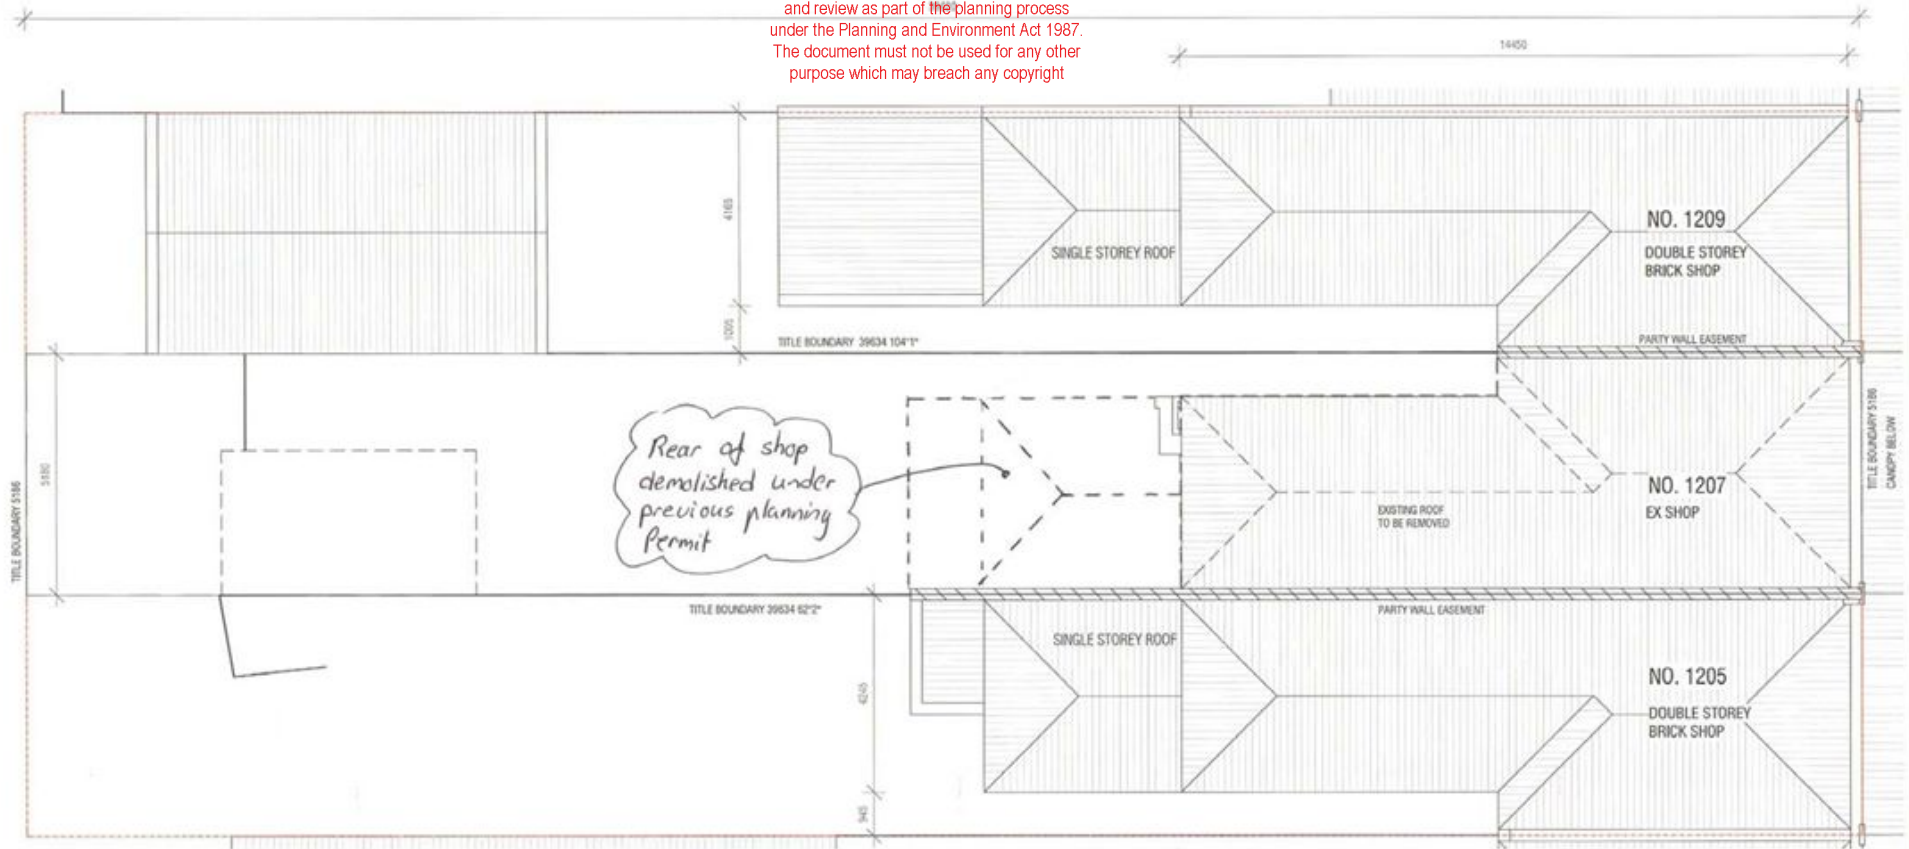 and review as part of the planning process
under the Planning and Environment Act 1987.
The document must not be used for any other
purpose which may breach any copyright
14450
4165
1005
SINGLE STOREY ROOF
NO. 1209
DOUBLE STOREY
BRICK SHOP
TITLE BOUNDARY 39634 104°1"
PARTY WALL EASEMENT
TITLE BOUNDARY 5186
5180
Rear of shop
demolished under
previous planning
Permit
EXISTING ROOF
TO BE REMOVED
NO. 1207
EX SHOP
TITLE BOUNDARY 5186
CANOPY BELOW
TITLE BOUNDARY 39634 62°2"
PARTY WALL EASEMENT
SINGLE STOREY ROOF
4245
945
NO. 1205
DOUBLE STOREY
BRICK SHOP